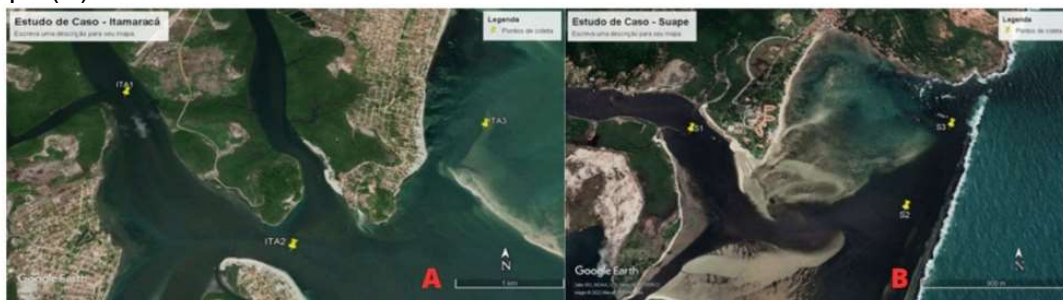 Estudo de Caso - Itamaracá
Escreva uma descrição para seu mapa.
Legenda
Pontos de coleta
ITA1
ITA3
ITA2
Google Earth
N
1 km
A
Estudo de Caso - Suape
Escreva uma descrição para seu mapa.
Legenda
Pontos de coleta
S1
S3
S2
Google Earth
N
B